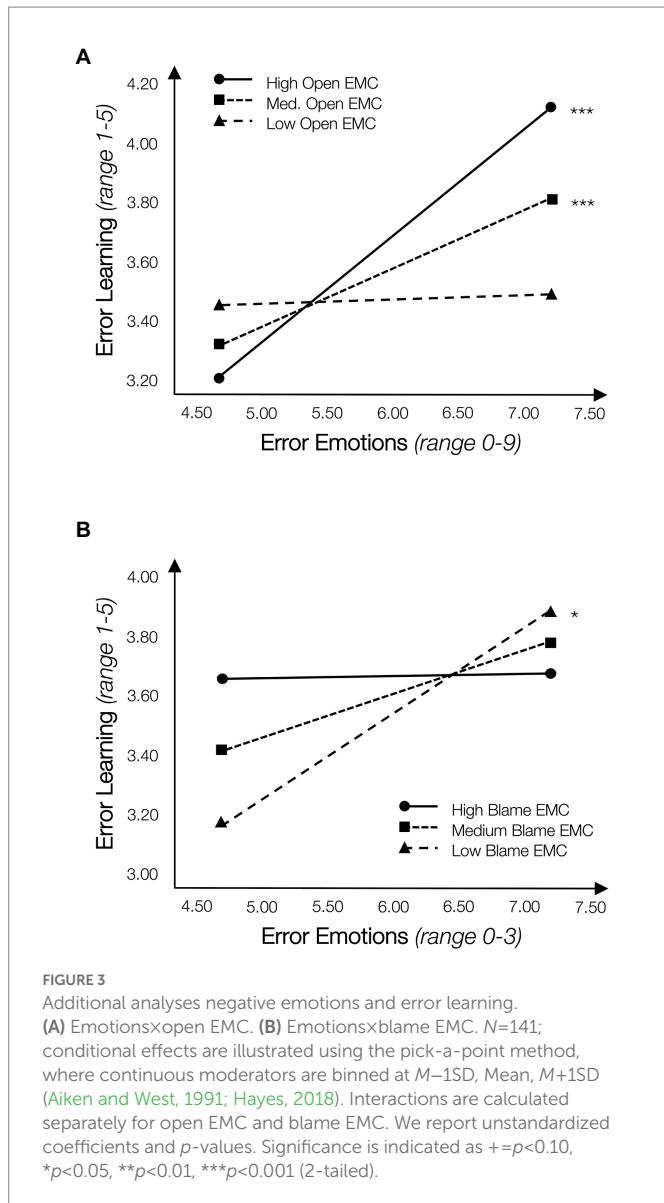 A
4.20
4.00
3.80
3.60
3.40
3.20
Error Learning (range 1-5)
High Open EMC
Med. Open EMC
Low Open EMC
***
***
4.50 5.00 5.50 6.00 6.50 7.00 7.50
Error Emotions (range 0-9)
B
4.00
3.80
3.60
3.40
3.20
3.00
Error Learning (range 1-5)
*
High Blame EMC
Medium Blame EMC
Low Blame EMC
4.50 5.00 5.50 6.00 6.50 7.00 7.50
Error Emotions (range 0-3)
FIGURE 3
Additional analyses negative emotions and error learning.
(A) Emotions×open EMC. (B) Emotions×blame EMC. N=141;
conditional effects are illustrated using the pick-a-point method,
where continuous moderators are binned at M−1SD, Mean, M+1SD
(Aiken and West, 1991; Hayes, 2018). Interactions are calculated
separately for open EMC and blame EMC. We report unstandardized
coefficients and p-values. Significance is indicated as +=p<0.10,
*p<0.05, **p<0.01, ***p<0.001 (2-tailed).